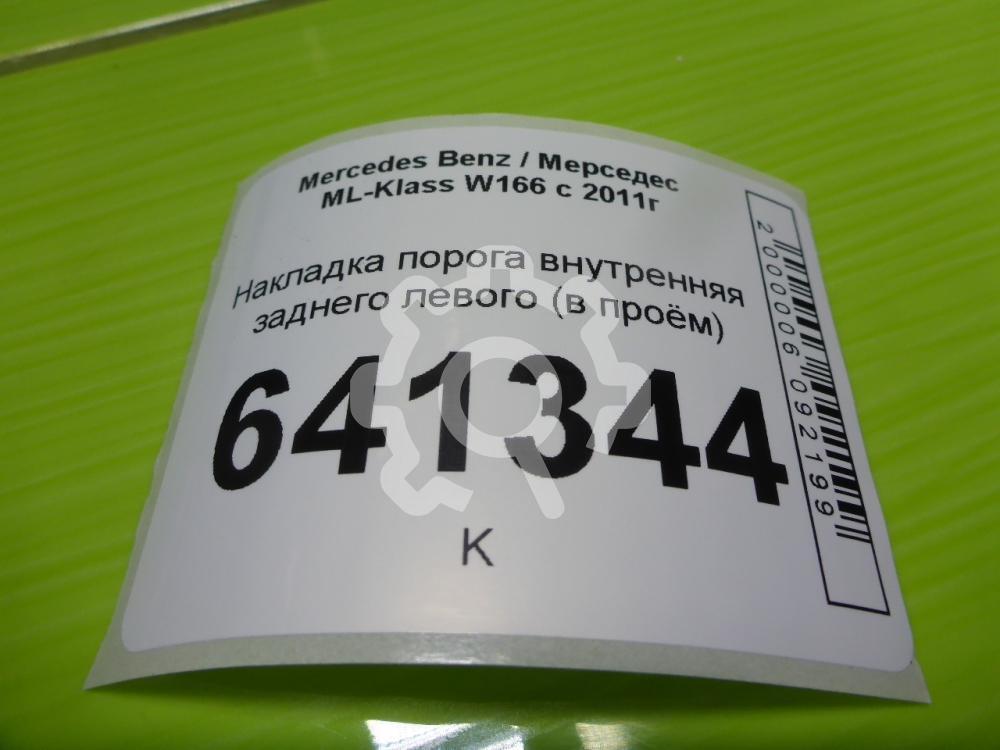 Mercedes Benz / Мерседес
ML-Klass W166 с 2011г
Накладка порога внутренняя
заднего левого (в проём)
641344
К
2000006092199